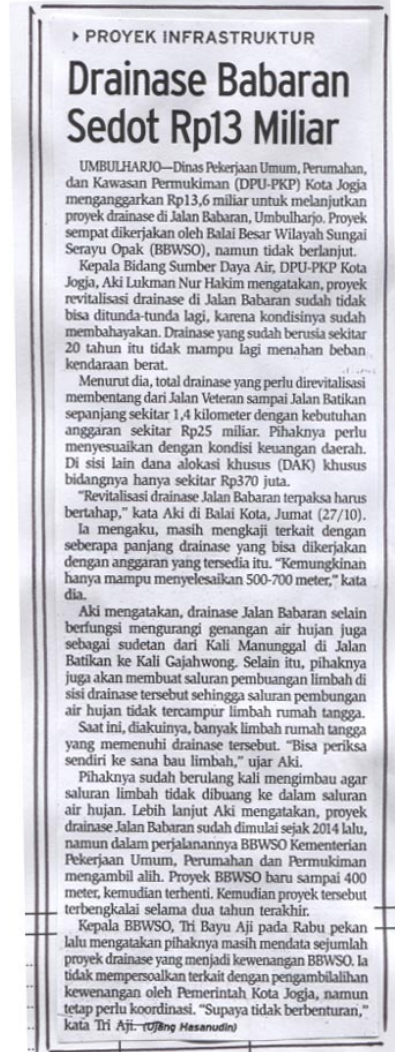 PROYEK INFRASTRUKTUR
Drainase Babaran
Sedot Rp13 Miliar
UMBULHARJO—Dinas Pekerjaan Umum, Perumahan,
dan Kawasan Permukiman (DPU-PKP) Kota Jogja
menganggarkan Rp13,6 miliar untuk melanjutkan
proyek drainase di Jalan Babaran, Umbulharjo. Proyek
sempat dikerjakan oleh Balai Besar Wilayah Sungai
Serayu Opak (BBWSO), namun tidak berlanjut.
Kepala Bidang Sumber Daya Air, DPU-PKP Kota
Jogja, Aki Lukman Nur Hakim mengatakan, proyek
revitalisasi drainase di Jalan Babaran sudah tidak
bisa ditunda-tunda lagi, karena kondisinya sudah
membahayakan. Drainase yang sudah berusia sekitar
20 tahun itu tidak mampu lagi menahan beban
kendaraan berat.
Menurut dia, total drainase yang perlu direvitalisasi
membentang dari Jalan Veteran sampai Jalan Batikan
sepanjang sekitar 1,4 kilometer dengan kebutuhan
anggaran sekitar Rp25 miliar. Pihaknya perlu
menyesuaikan dengan kondisi keuangan daerah.
Di sisi lain dana alokasi khusus (DAK) khusus
bidangnya hanya sekitar Rp370 juta.
"Revitalisasi drainase Jalan Babaran terpaksa harus
bertahap," kata Aki di Balai Kota, Jumat (27/10).
Ia mengaku, masih mengkaji terkait dengan
seberapa panjang drainase yang bisa dikerjakan
dengan anggaran yang tersedia itu. "Kemungkinan
hanya mampu menyelesaikan 500-700 meter," kata
dia.
Aki mengatakan, drainase Jalan Babaran selain
berfungsi mengurangi genangan air hujan juga
sebagai sudetan dari Kali Manunggal di Jalan
Batikan ke Kali Gajahwong. Selain itu, pihaknya
juga akan membuat saluran pembuangan limbah di
sisi drainase tersebut sehingga saluran pembungan
air hujan tidak tercampur limbah rumah tangga.
Saat ini, diakuinya, banyak limbah rumah tangga
yang memenuhi drainase tersebut. "Bisa periksa
sendiri ke sana bau limbah," ujar Aki.
Pihaknya sudah berulang kali mengimbau agar
saluran limbah tidak dibuang ke dalam saluran
air hujan. Lebih lanjut Aki mengatakan, proyek
drainase Jalan Babaran sudah dimulai sejak 2014 lalu,
namun dalam perjalanannya BBWSO Kementerian
Pekerjaan Umum, Perumahan dan Permukiman
mengambil alih. Proyek BBWSO baru sampai 400
meter, kemudian terhenti. Kemudian proyek tersebut
terbengkalai selama dua tahun terakhir.
Kepala BBWSO, Tri Bayu Aji pada Rabu pekan
lalu mengatakan pihaknya masih mendata sejumlah
proyek drainase yang menjadi kewenangan BBWSO. Ia
tidak mempersoalkan terkait dengan pengambilalihan
kewenangan oleh Pemerintah Kota Jogja, namun
tetap perlu koordinasi. "Supaya tidak berbenturan,"
kata Tri Aji. (Ujang Hasanudin)